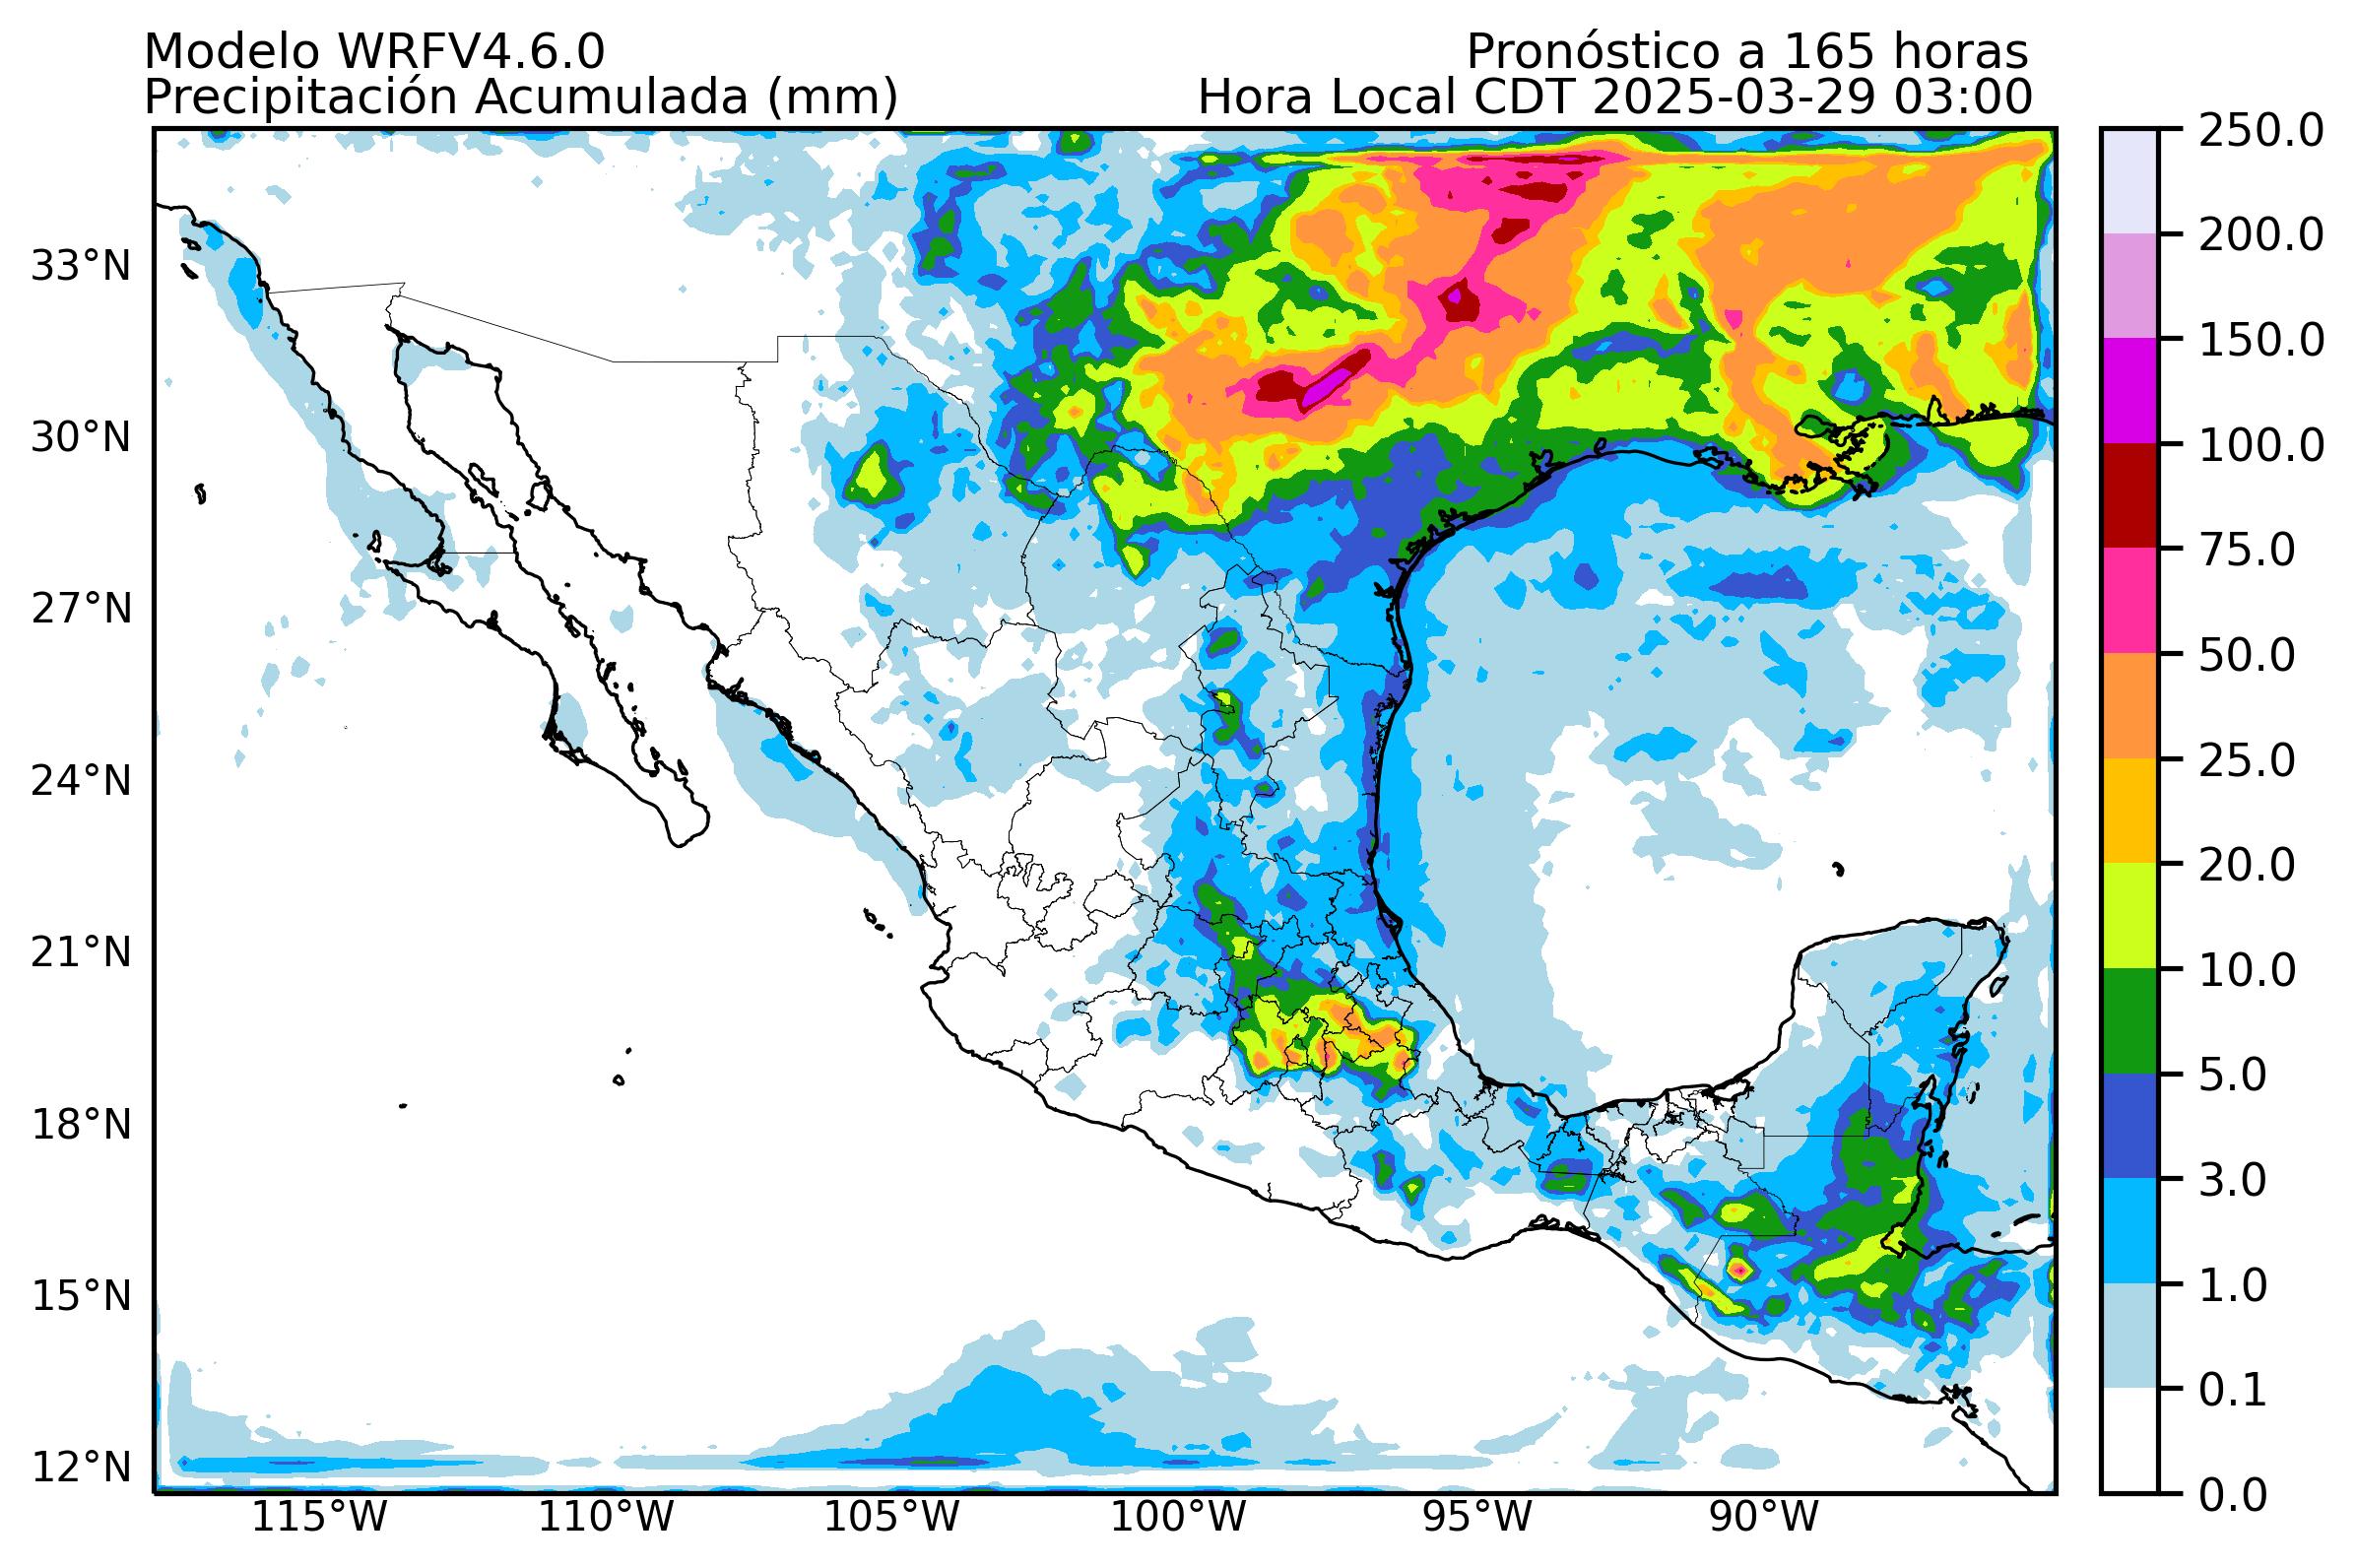 Modelo WRFV4.6.0
Pronóstico a 165 horas
Precipitación Acumulada (mm)
Hora Local CDT 2025-03-29 03:00
33°N
30°N
27°N
24°N
21°N
18°N
15°N
12°N
115°W
110°W
105°W
100°W
95°W
90°W
250.0
200.0
150.0
100.0
75.0
50.0
25.0
20.0
10.0
5.0
3.0
1.0
0.1
0.0